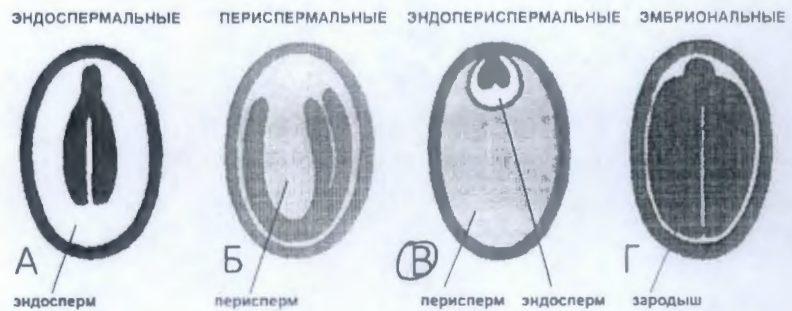 ЭНДОСПЕРМАЛЬНЫЕ ПЕРИСПЕРМАЛЬНЫЕ ЭНДОПЕРИСПЕРМАЛЬНЫЕ ЭМБРИОНАЛЬНЫЕ
А Б В Г
эндосперм перисперм перисперм эндосперм зародыш